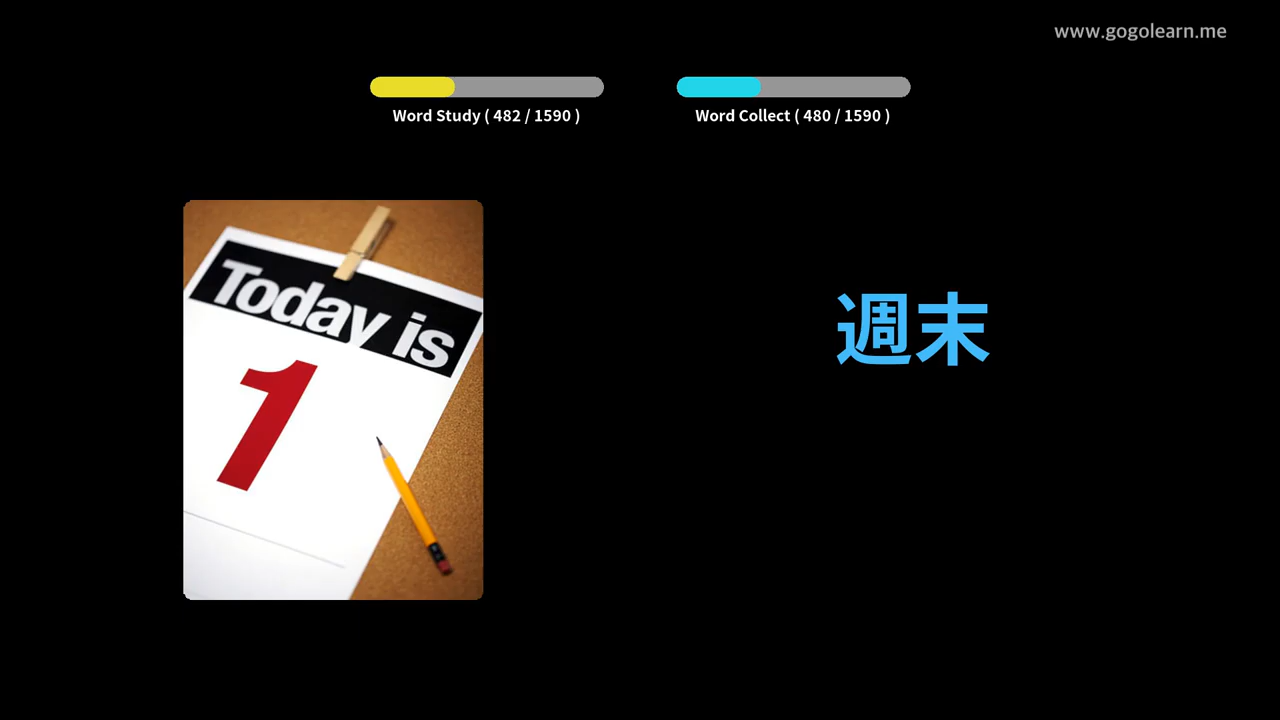 www.gogolearn.me
Word Study ( 482 / 1590 )
Word Collect ( 480 / 1590 )
Today is
1
週末